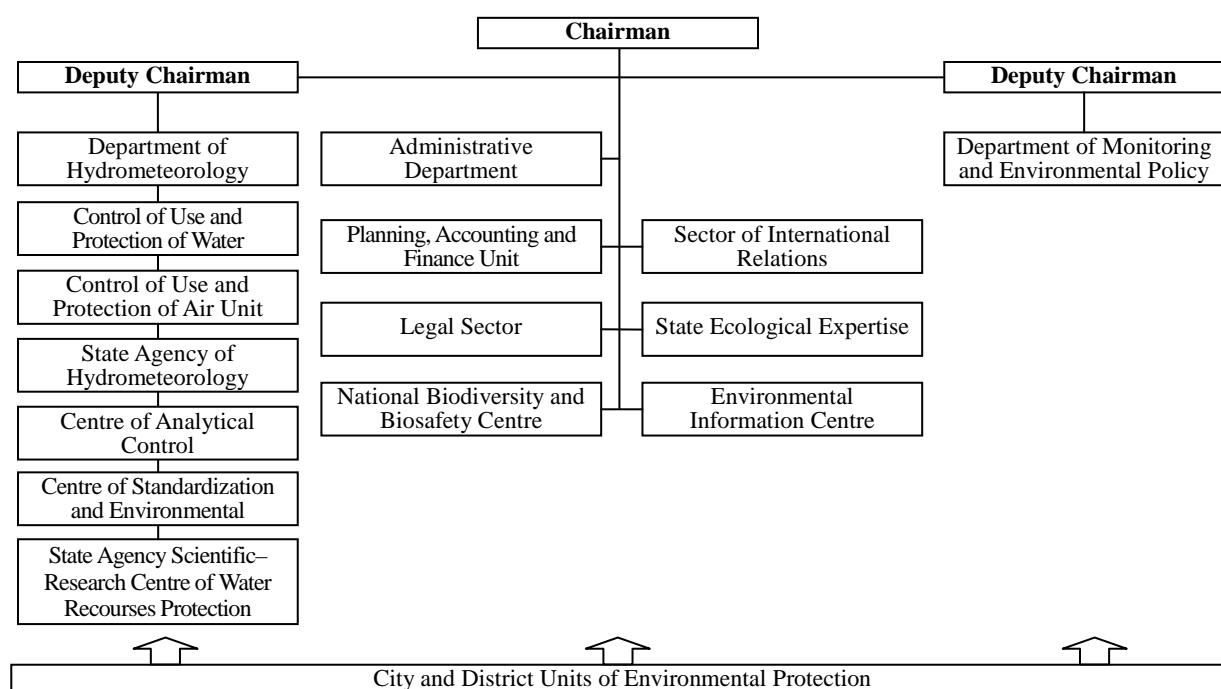 Chairman
Deputy Chairman
Deputy Chairman
Department of
Hydrometeorology
Administrative
Department
Department of Monitoring
and Environmental Policy
Control of Use and
Protection of Water
Planning, Accounting and
Finance Unit
Sector of International
Relations
Control of Use and
Protection of Air Unit
Legal Sector
State Ecological Expertise
State Agency of
Hydrometeorology
National Biodiversity and
Biosafety Centre
Environmental
Information Centre
Centre of Analytical
Control
Centre of Standardization
and Environmental
State Agency Scientific–
Research Centre of Water
Recourses Protection
City and District Units of Environmental Protection